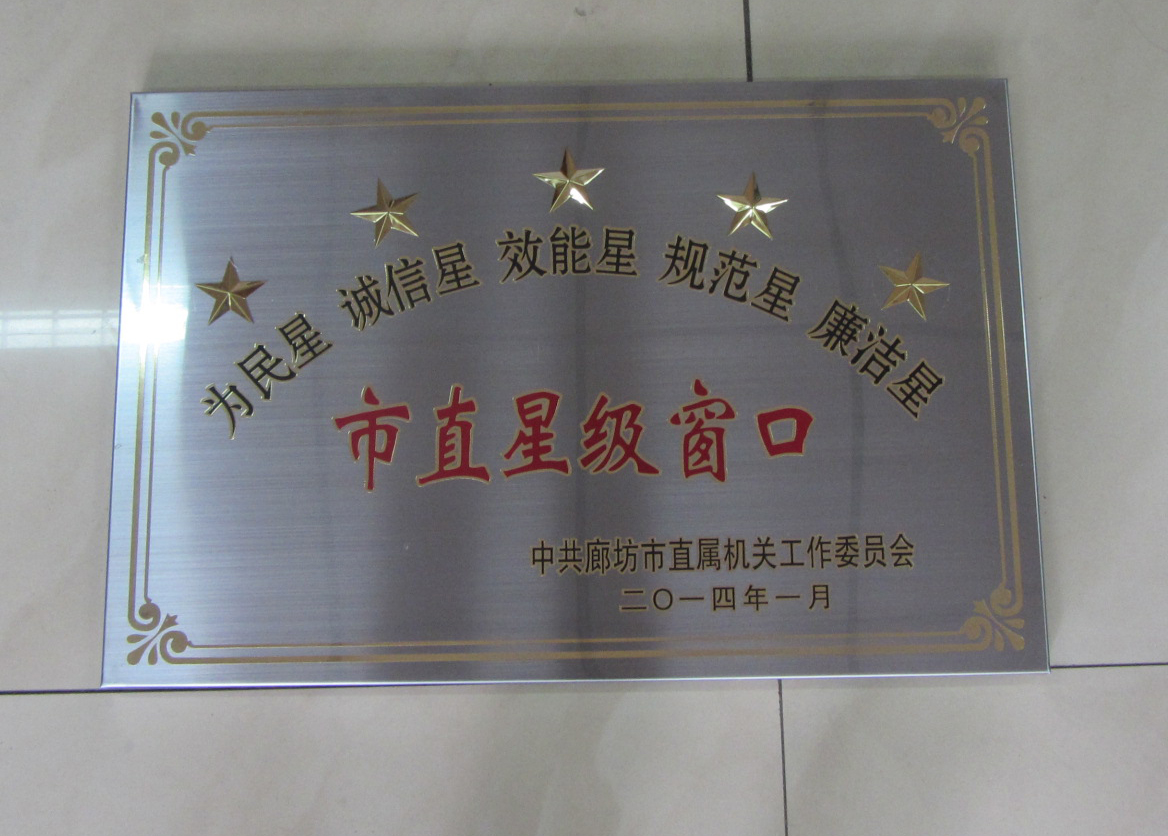 为民星 诚信星 效能星 规范星 廉洁星
市直星级窗口
中共廊坊市直属机关工作委员会
二〇一四年一月